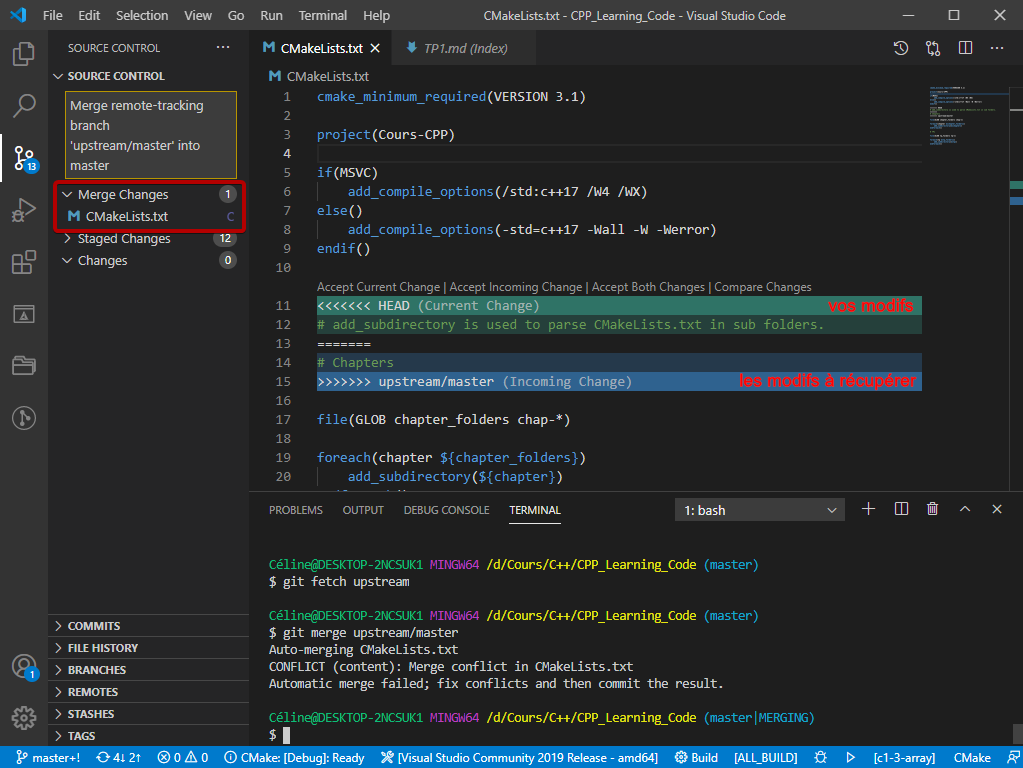 File Edit Selection View Go Run Terminal Help CMakeLists.txt - CPP_Learning_Code - Visual Studio Code
SOURCE CONTROL ···
SOURCE CONTROL
Merge remote-tracking
branch
'upstream/master' into
master
Merge Changes 1
CMakeLists.txt C
Staged Changes 12
Changes 0
13
1
COMMITS
FILE HISTORY
BRANCHES
REMOTES
STASHES
TAGS
CMakeLists.txt TP1.md (Index)
CMakeLists.txt
1 cmake_minimum_required(VERSION 3.1)
2
3 project(Cours-CPP)
4
5 if(MSVC)
6 add_compile_options(/std:c++17 /W4 /WX)
7 else()
8 add_compile_options(-std=c++17 -Wall -W -Werror)
9 endif()
10
Accept Current Change | Accept Incoming Change | Accept Both Changes | Compare Changes
11 <<<<<<< HEAD (Current Change) vos modifs
12 # add_subdirectory is used to parse CMakeLists.txt in sub folders.
13 =======
14 # Chapters
15 >>>>>>> upstream/master (Incoming Change) les modifs à récupérer
16
17 file(GLOB chapter_folders chap-*)
18
19 foreach(chapter ${chapter_folders})
20 add_subdirectory(${chapter})
PROBLEMS OUTPUT DEBUG CONSOLE TERMINAL 1: bash
Céline@DESKTOP-2NCSUK1 MINGW64 /d/Cours/C++/CPP_Learning_Code (master)
$ git fetch upstream
Céline@DESKTOP-2NCSUK1 MINGW64 /d/Cours/C++/CPP_Learning_Code (master)
$ git merge upstream/master
Auto-merging CMakeLists.txt
CONFLICT (content): Merge conflict in CMakeLists.txt
Automatic merge failed; fix conflicts and then commit the result.
Céline@DESKTOP-2NCSUK1 MINGW64 /d/Cours/C++/CPP_Learning_Code (master|MERGING)
$
master+! 4↓ 2↑ 0 0 CMake: [Debug]: Ready [Visual Studio Community 2019 Release - amd64] Build [ALL_BUILD] [c1-3-array] CMake